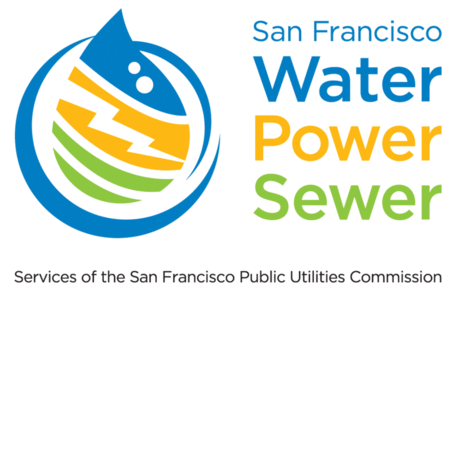 San Francisco
Water
Power
Sewer
Services of the San Francisco Public Utilities Commission